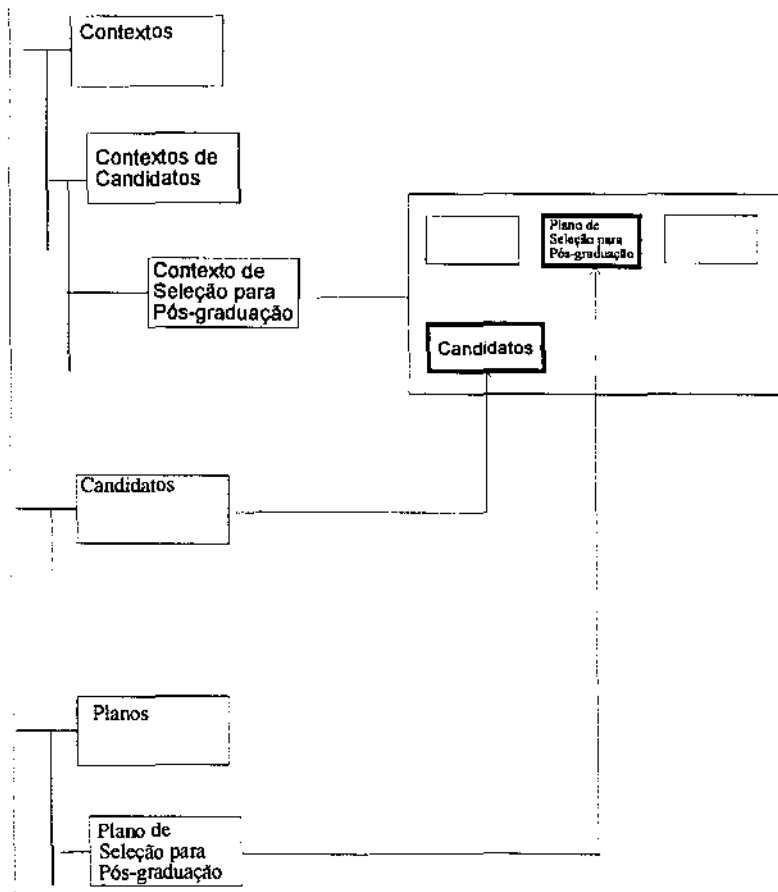 Contextos
Contextos de
Candidatos
Contexto de
Seleção para
Pós-graduação
Plano de
Seleção para
Pós-graduação
Candidatos
Candidatos
Planos
Plano de
Seleção para
Pós-graduação